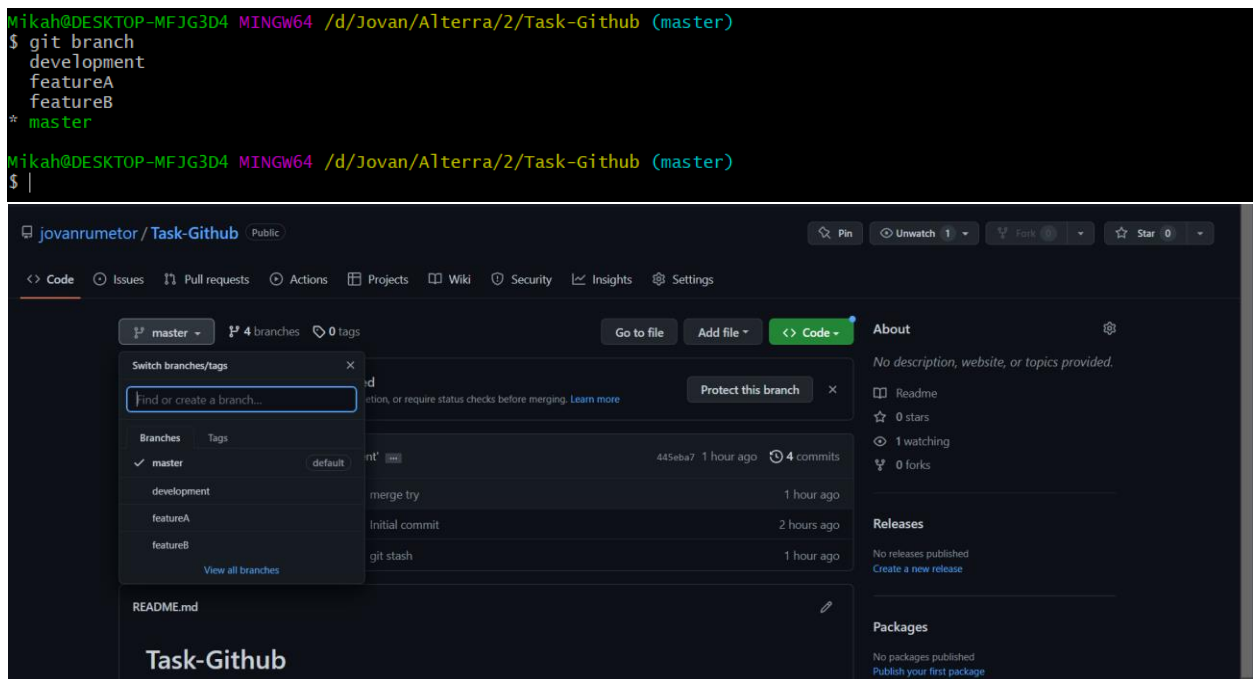 Mikah@DESKTOP-MFJG3D4 MINGW64 /d/Jovan/Alterra/2/Task-Github (master)
$ git branch
development
featureA
featureB
* master
Mikah@DESKTOP-MFJG3D4 MINGW64 /d/Jovan/Alterra/2/Task-Github (master)
$
jovanrumetor / Task-Github Public
Pin Unwatch 1 Fork 0 Star 0
<> Code Issues Pull requests Actions Projects Wiki Security Insights Settings
master 4 branches 0 tags
Go to file Add file <> Code
Switch branches/tags
Find or create a branch...
Branches Tags
master default
development
featureA
featureB
View all branches
ed
etion, or require status checks before merging. Learn more
Protect this branch
nt' ...
445eba7 1 hour ago 4 commits
merge try 1 hour ago
Initial commit 2 hours ago
git stash 1 hour ago
README.md
Task-Github
About
No description, website, or topics provided.
Readme
0 stars
1 watching
0 forks
Releases
No releases published
Create a new release
Packages
No packages published
Publish your first package